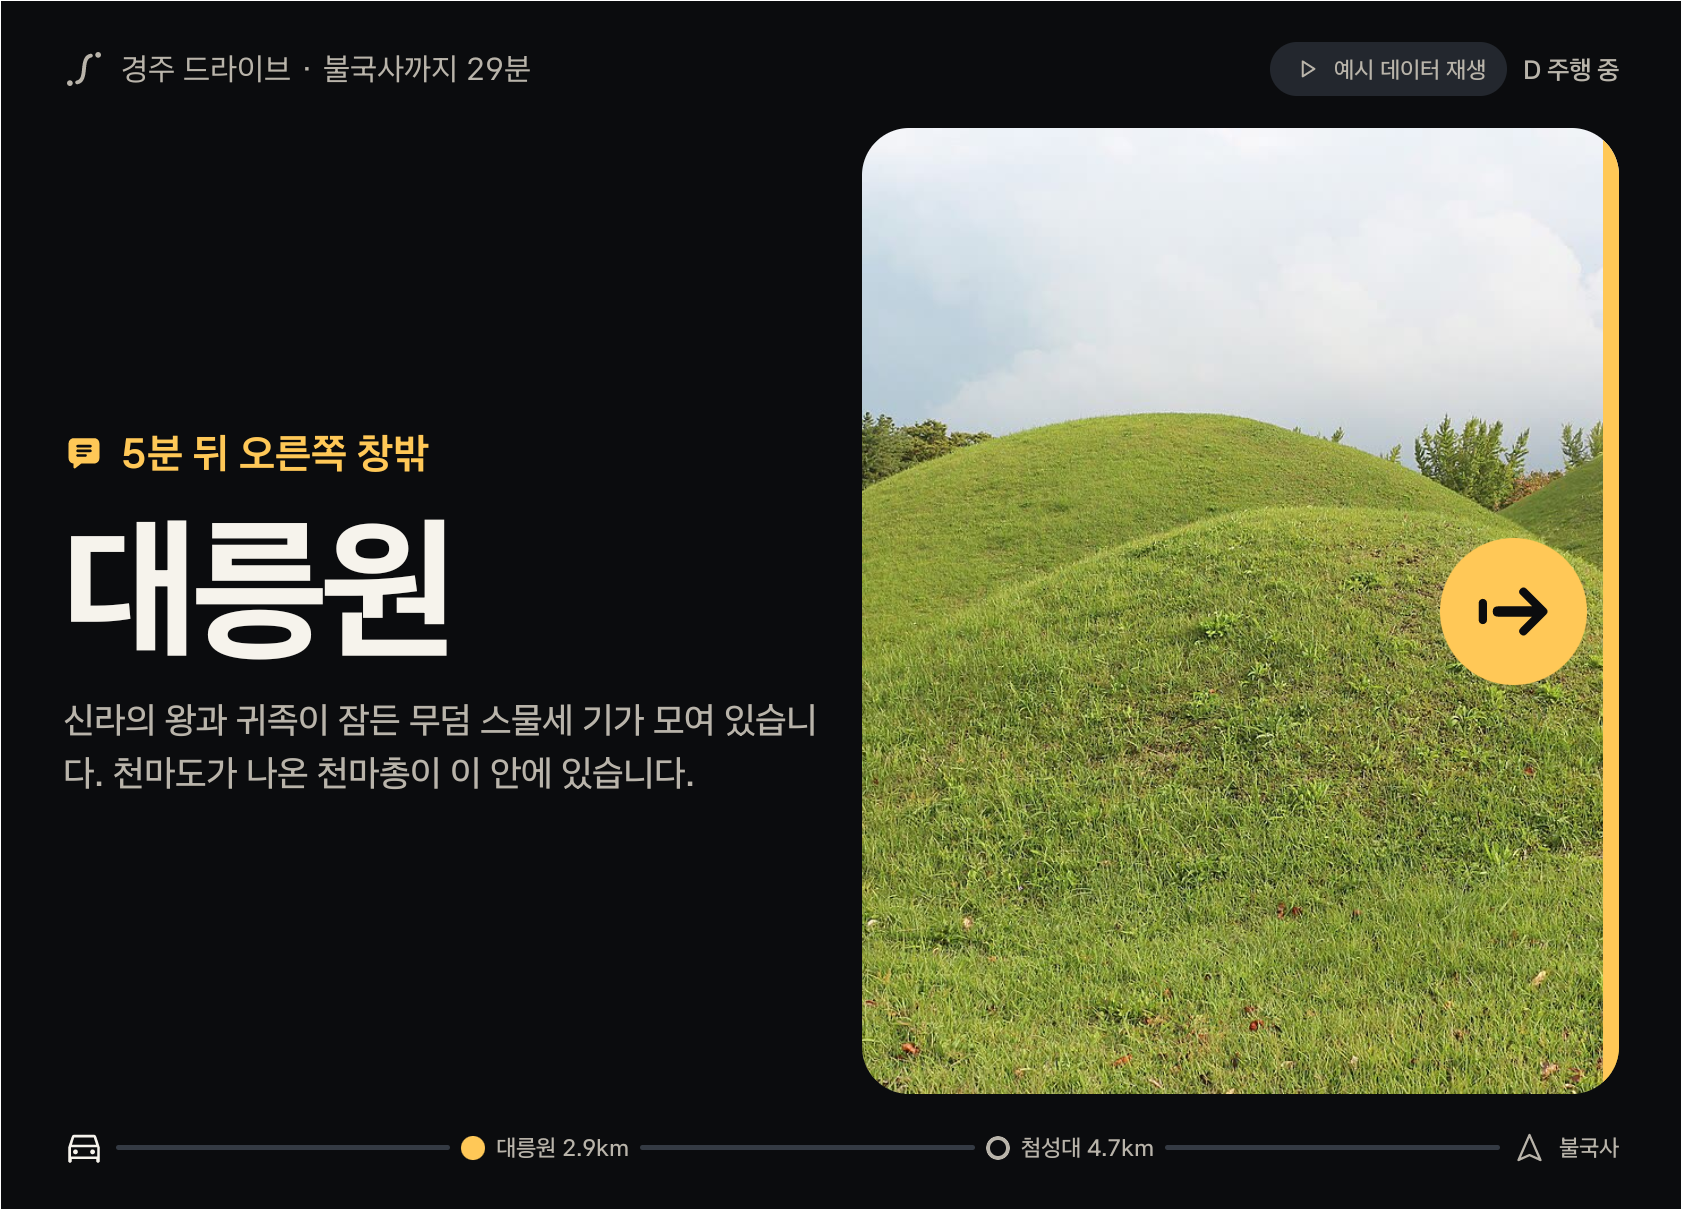 경주 드라이브 · 불국사까지 29분
예시 데이터 재생
D 주행 중
5분 뒤 오른쪽 창밖
대릉원
신라의 왕과 귀족이 잠든 무덤 스물세 기가 모여 있습니
다. 천마도가 나온 천마총이 이 안에 있습니다.
대릉원 2.9km
첨성대 4.7km
불국사